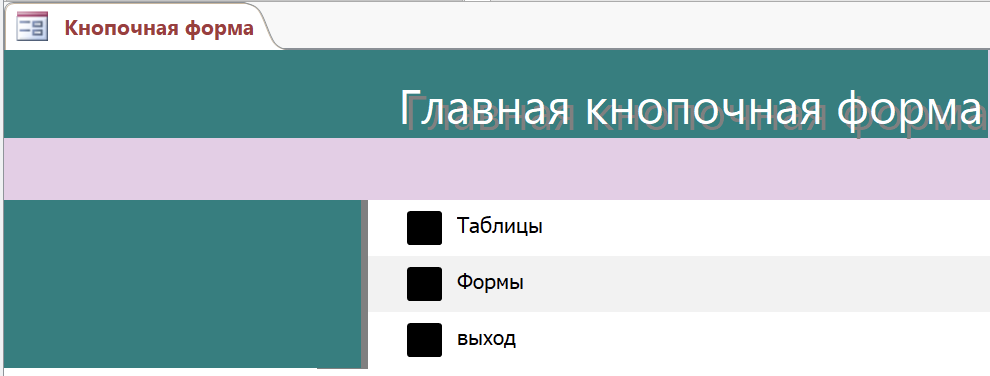 Кнопочная форма
Главная кнопочная форма
Таблицы
Формы
выход